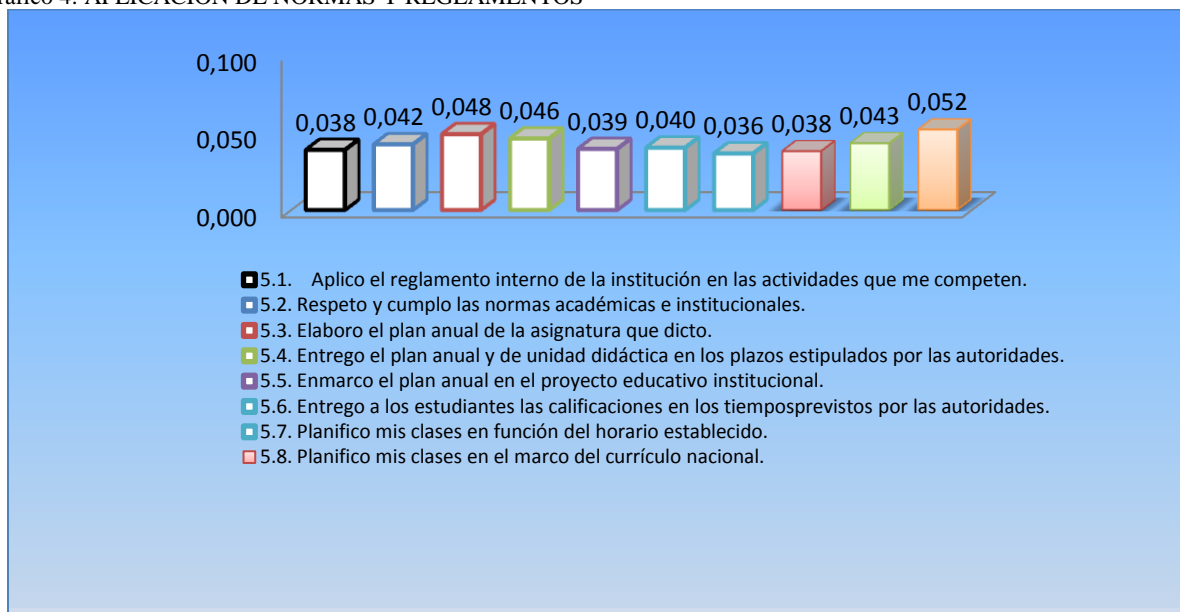 4. APLICACIÓN DE NORMAS Y REGLAMENTOS
0,100
0,050
0,000
0,038 0,042 0,048 0,046 0,039 0,040 0,036 0,038 0,043 0,052
5.1. Aplico el reglamento interno de la institución en las actividades que me competen.
5.2. Respeto y cumplo las normas académicas e institucionales.
5.3. Elaboro el plan anual de la asignatura que dicto.
5.4. Entrego el plan anual y de unidad didáctica en los plazos estipulados por las autoridades.
5.5. Enmarco el plan anual en el proyecto educativo institucional.
5.6. Entrego a los estudiantes las calificaciones en los tiemposprevistos por las autoridades.
5.7. Planifico mis clases en función del horario establecido.
5.8. Planifico mis clases en el marco del currículo nacional.